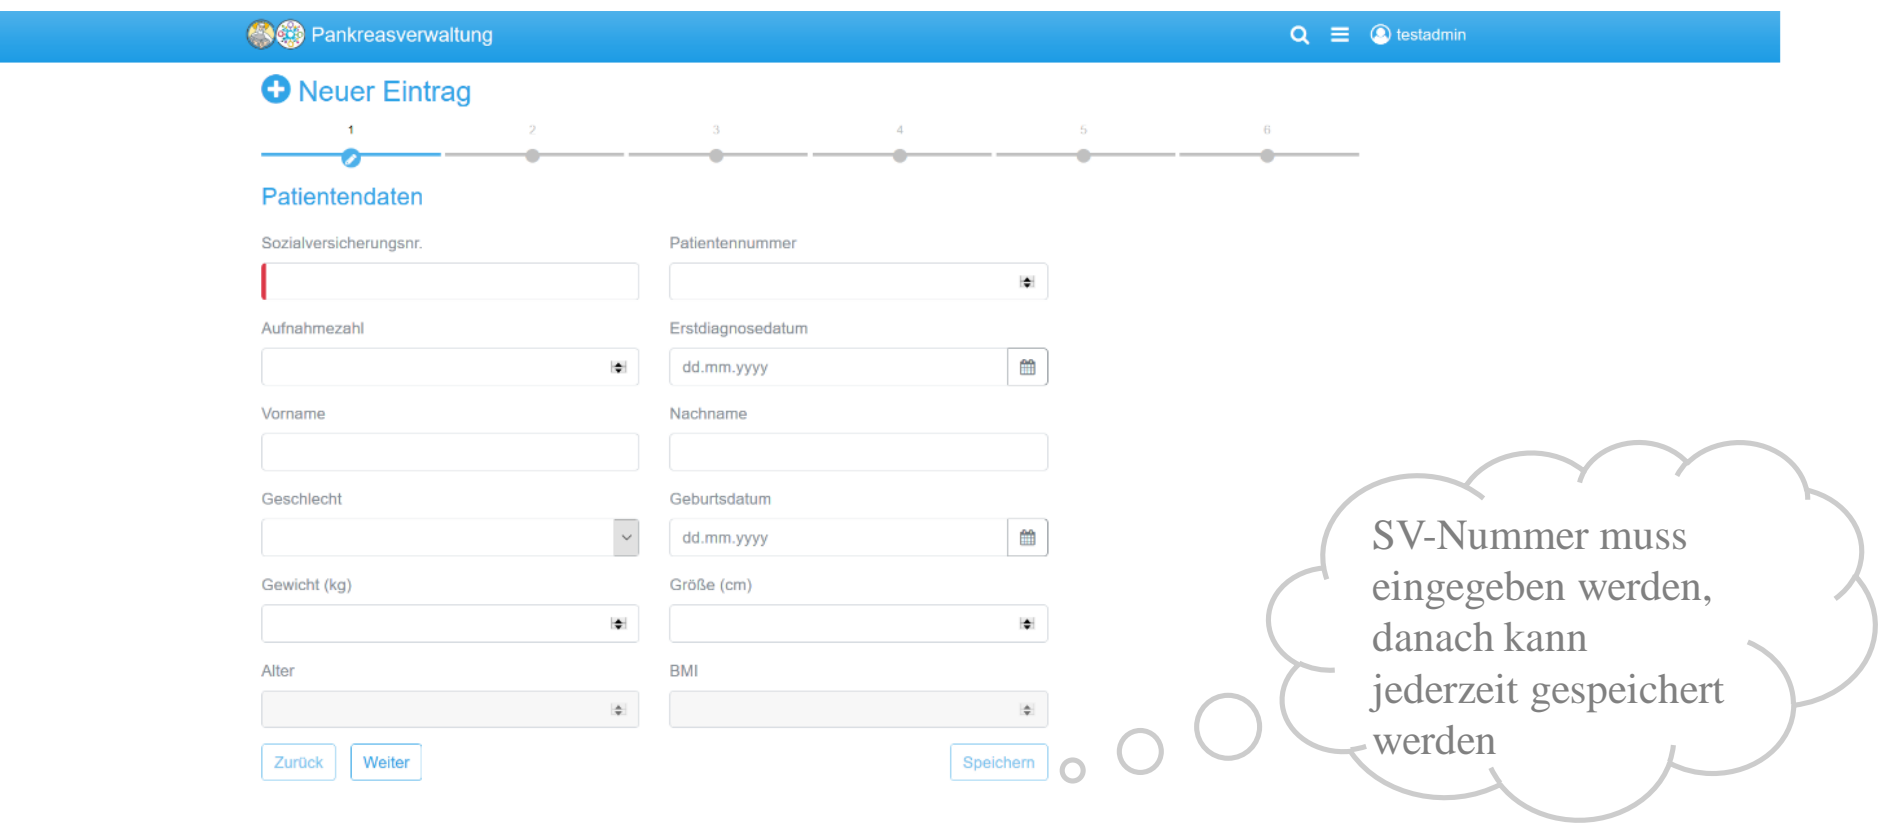 Pankreasverwaltung
testadmin
Neuer Eintrag
1 2 3 4 5 6
Patientendaten
Sozialversicherungsnr. Patientennummer
Aufnahmezahl Erstdiagnosedatum
dd.mm.yyyy
Vorname Nachname
Geschlecht Geburtsdatum
dd.mm.yyyy
Gewicht (kg) Größe (cm)
Alter BMI
Zurück Weiter Speichern
SV-Nummer muss
eingegeben werden,
danach kann
jederzeit gespeichert
werden